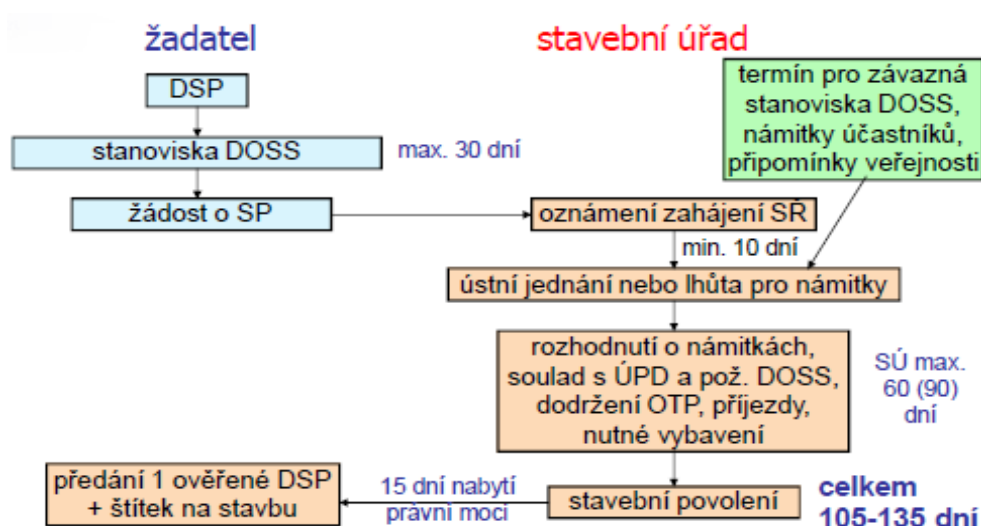 žadatel
stavební úřad
DSP
stanoviska DOSS
max. 30 dní
termín pro závazná
stanoviska DOSS,
námitky účastníků,
připomínky veřejnosti
žádost o SP
oznámení zahájení SŘ
min. 10 dní
ústní jednání nebo lhůta pro námitky
rozhodnutí o námitkách,
soulad s ÚPD a pož. DOSS,
dodržení OTP, příjezdy,
nutné vybavení
SÚ max.
60 (90)
dní
předání 1 ověřené DSP
+ štítek na stavbu
15 dní nabytí
právni moci
stavební povolení
celkem
105-135 dní